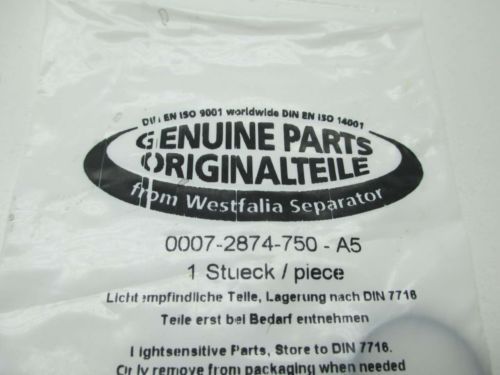 DIN EN ISO 9001 worldwide DIN EN ISO 14001
GENUINE PARTS
ORIGINALTEILE
from Westfalia Separator
0007-2874-750 - A5
1 Stueck / piece
Lichtempfindliche Teile, Lagerung nach DIN 7716
Teile erst bei Bedarf entnehmen
Lightsensitive Parts, Store to DIN 7716.
Only remove from packaging when needed